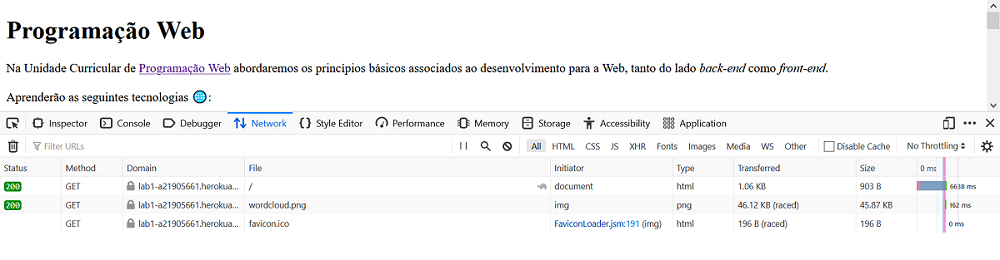 Programação Web
Na Unidade Curricular de Programação Web abordaremos os princípios básicos associados ao desenvolvimento para a Web, tanto do lado back-end como front-end.
Aprenderão as seguintes tecnologias 🌐:
Inspector Console Debugger Network {} Style Editor Performance Memory Storage Accessibility Application
Filter URLs All HTML CSS JS XHR Fonts Images Media WS Other Disable Cache No Throttling
Status Method Domain File Initiator Type Transferred Size 0 ms
200 GET lab1-a21905661.herokua... / document html 1.06 KB 903 B 6638 ms
200 GET lab1-a21905661.herokua... wordcloud.png img png 46.12 KB (raced) 45.87 KB 162 ms
GET lab1-a21905661.herokua... favicon.ico FaviconLoader.jsm:191 (img) html 196 B (raced) 196 B 0 ms